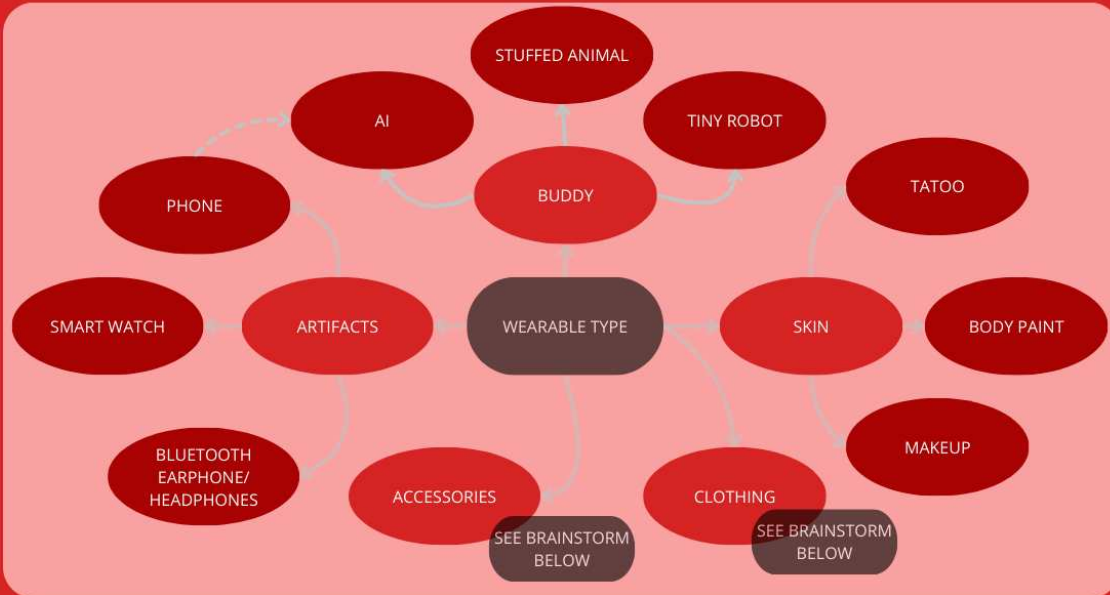 STUFFED ANIMAL
AI
TINY ROBOT
TATOO
PHONE
BUDDY
SMART WATCH
ARTIFACTS
WEARABLE TYPE
SKIN
BODY PAINT
BLUETOOTH
EARPHONE/
HEADPHONES
ACCESSORIES
CLOTHING
MAKEUP
SEE BRAINSTORM
BELOW
SEE BRAINSTORM
BELOW